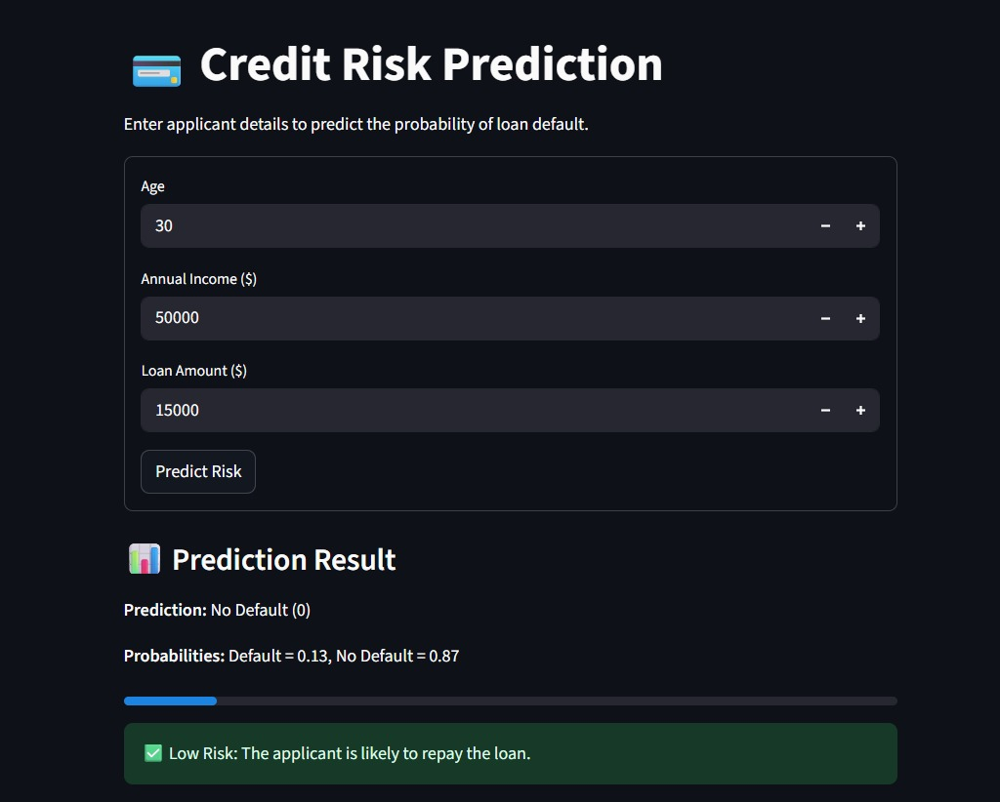 Credit Risk Prediction
Enter applicant details to predict the probability of loan default.
Age
30
Annual Income ($)
50000
Loan Amount ($)
15000
Predict Risk
Prediction Result
Prediction: No Default (0)
Probabilities: Default = 0.13, No Default = 0.87
Low Risk: The applicant is likely to repay the loan.